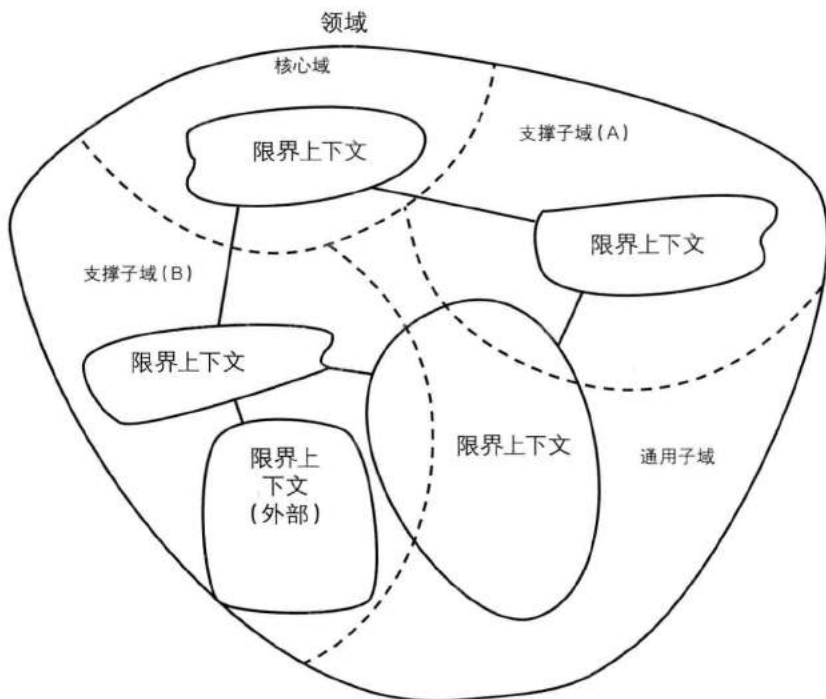 领域
核心域
支撑子域(A)
限界上下文
限界上下文
支撑子域(B)
限界上下文
限界上
下文
(外部)
限界上下文
通用子域